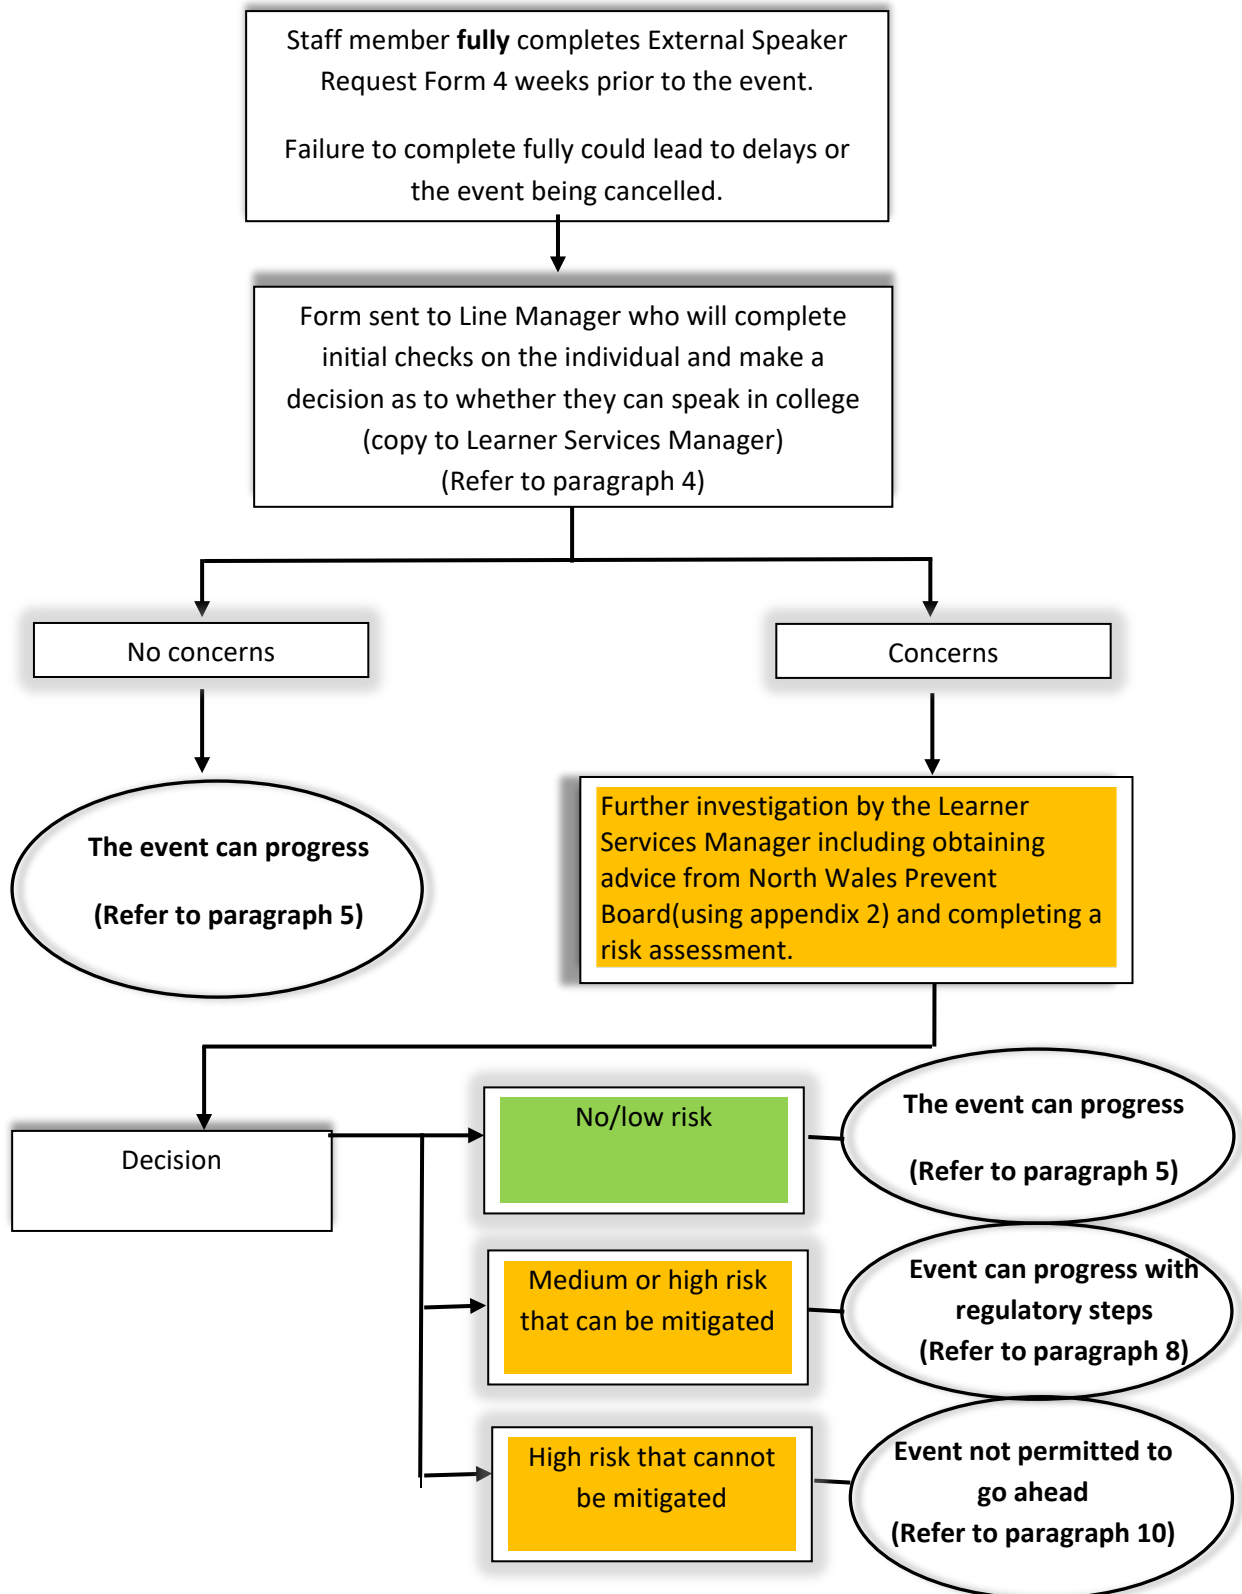 Staff member fully completes External Speaker
Request Form 4 weeks prior to the event.
Failure to complete fully could lead to delays or
the event being cancelled.
Form sent to Line Manager who will complete
initial checks on the individual and make a
decision as to whether they can speak in college
(copy to Learner Services Manager)
(Refer to paragraph 4)
No concerns
Concerns
The event can progress
(Refer to paragraph 5)
Further investigation by the Learner
Services Manager including obtaining
advice from North Wales Prevent
Board(using appendix 2) and completing a
risk assessment.
Decision
No/low risk
The event can progress
(Refer to paragraph 5)
Medium or high risk
that can be mitigated
Event can progress with
regulatory steps
(Refer to paragraph 8)
High risk that cannot
be mitigated
Event not permitted to
go ahead
(Refer to paragraph 10)